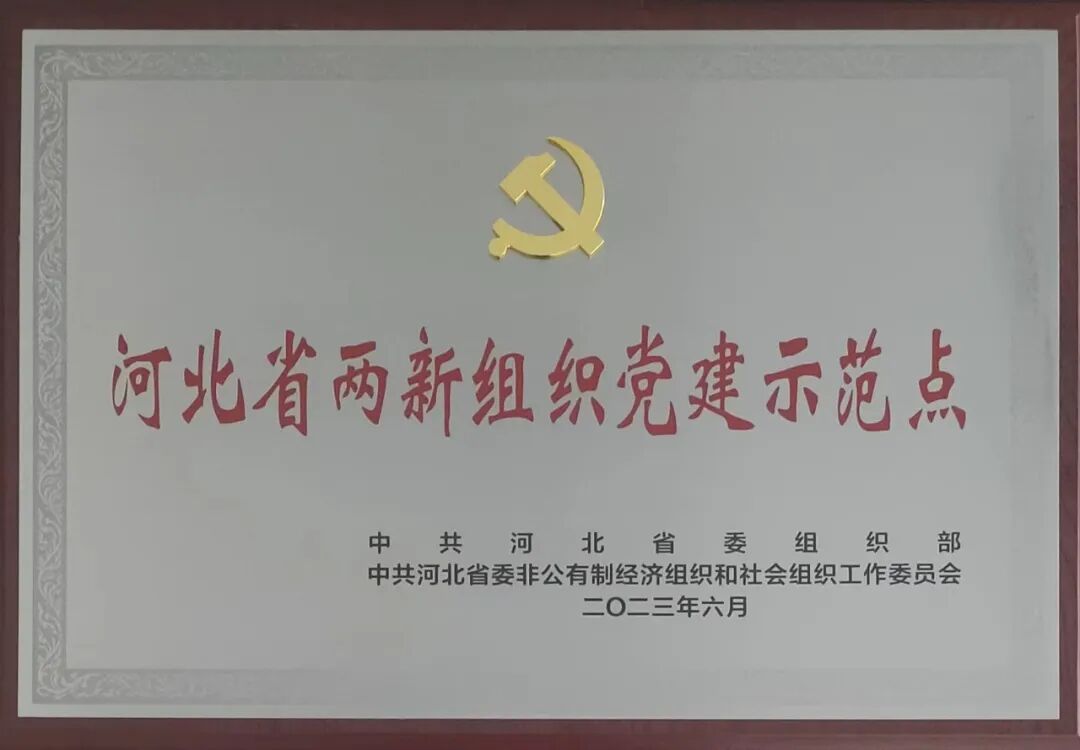 河北省两新组织党建示范点
中共河北省委组织部
中共河北省委非公有制经济组织和社会组织工作委员会
二〇二三年六月